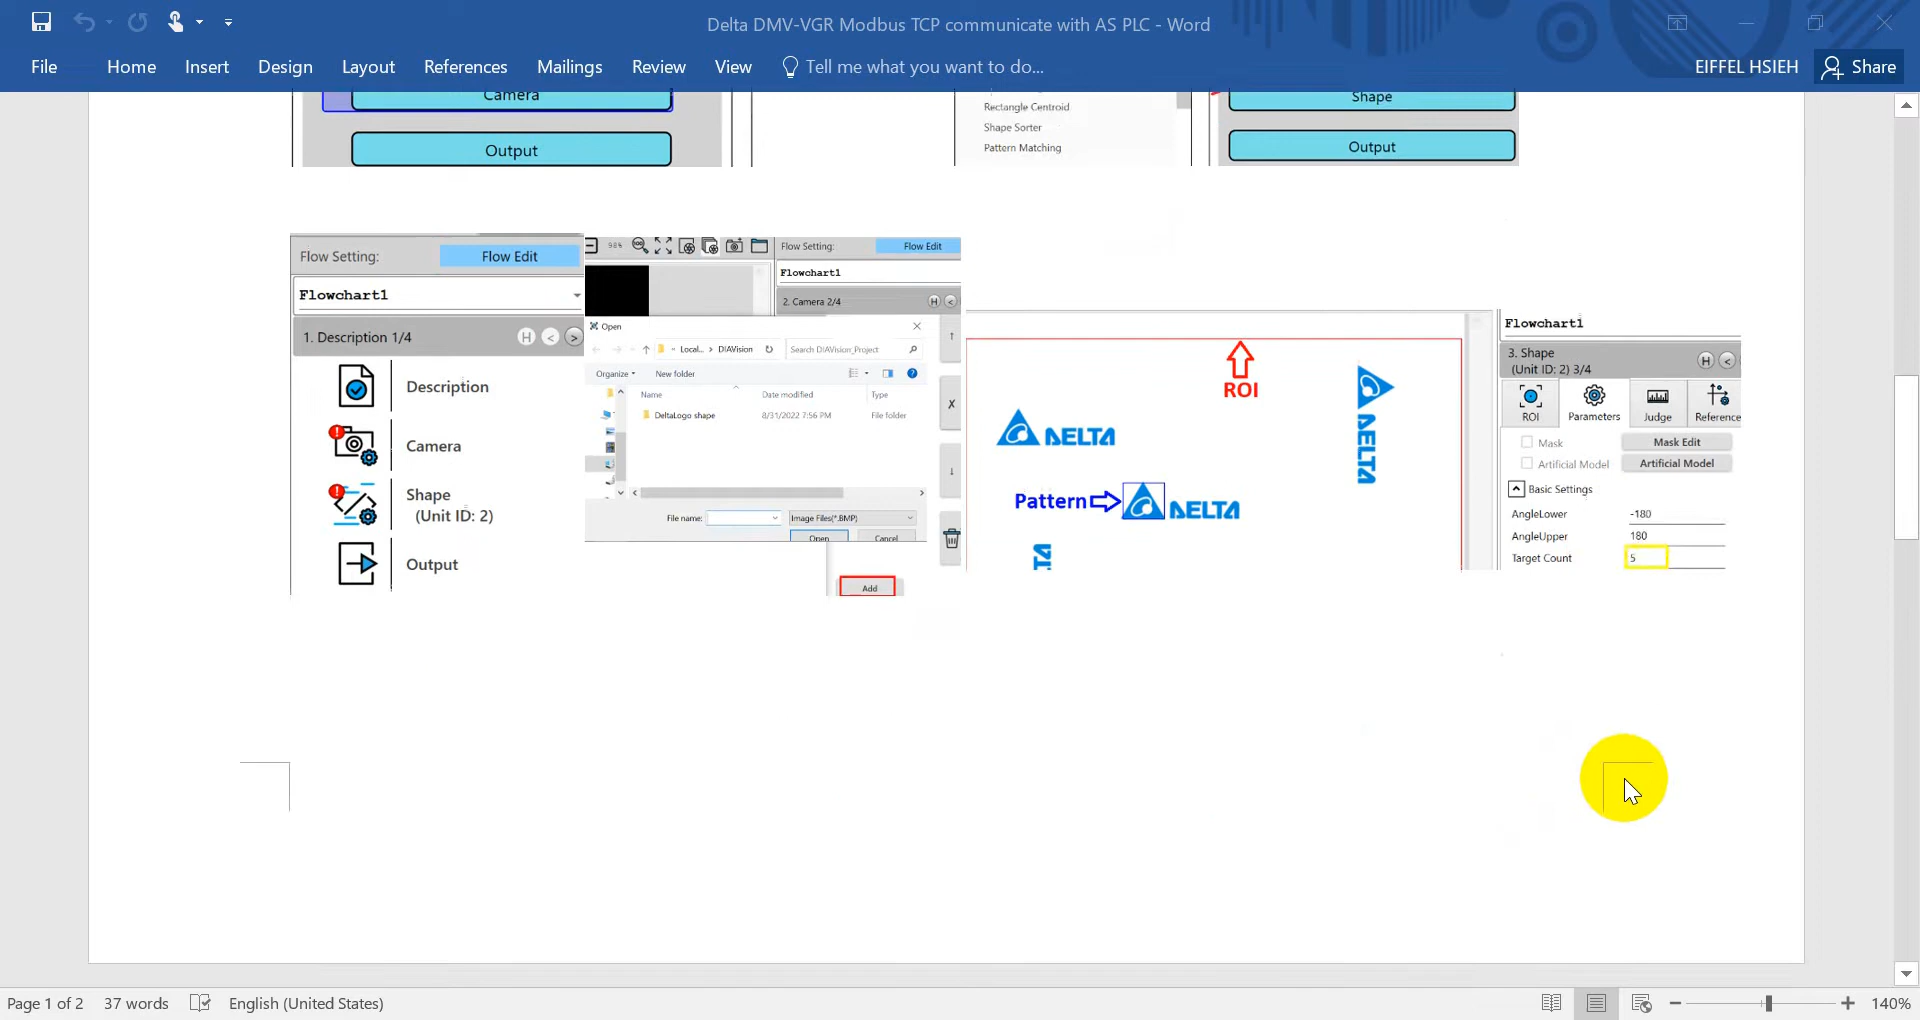 Delta DMV-VGR Modbus TCP communicate with AS PLC - Word
File Home Insert Design Layout References Mailings Review View Tell me what you want to do... EIFFEL HSIEH Share
Camera
Output
Rectangle Centroid
Shape Sorter
Pattern Matching
Shape
Output
Flow Setting: Flow Edit
Flowchart1
1. Description 1/4 H < >
Description
Camera
Shape
(Unit ID: 2)
Output
98%
Flow Setting: Flow Edit
Flowchart1
2. Camera 2/4 H <
Open
« Local... > DIAVision Search DIAVision_Project
Organize New folder
Name Date modified Type
DeltaLogo shape 8/31/2022 7:56 PM File folder
File name: Image Files(*.BMP)
Open Cancel
X
Add
ROI
DELTA
DELTA
Pattern DELTA
TA
Flowchart1
3. Shape
(Unit ID: 2) 3/4 H <
ROI Parameters Judge Reference
Mask Mask Edit
Artificial Model Artificial Model
Basic Settings
AngleLower -180
AngleUpper 180
Target Count 5
Page 1 of 2 37 words English (United States) 140%